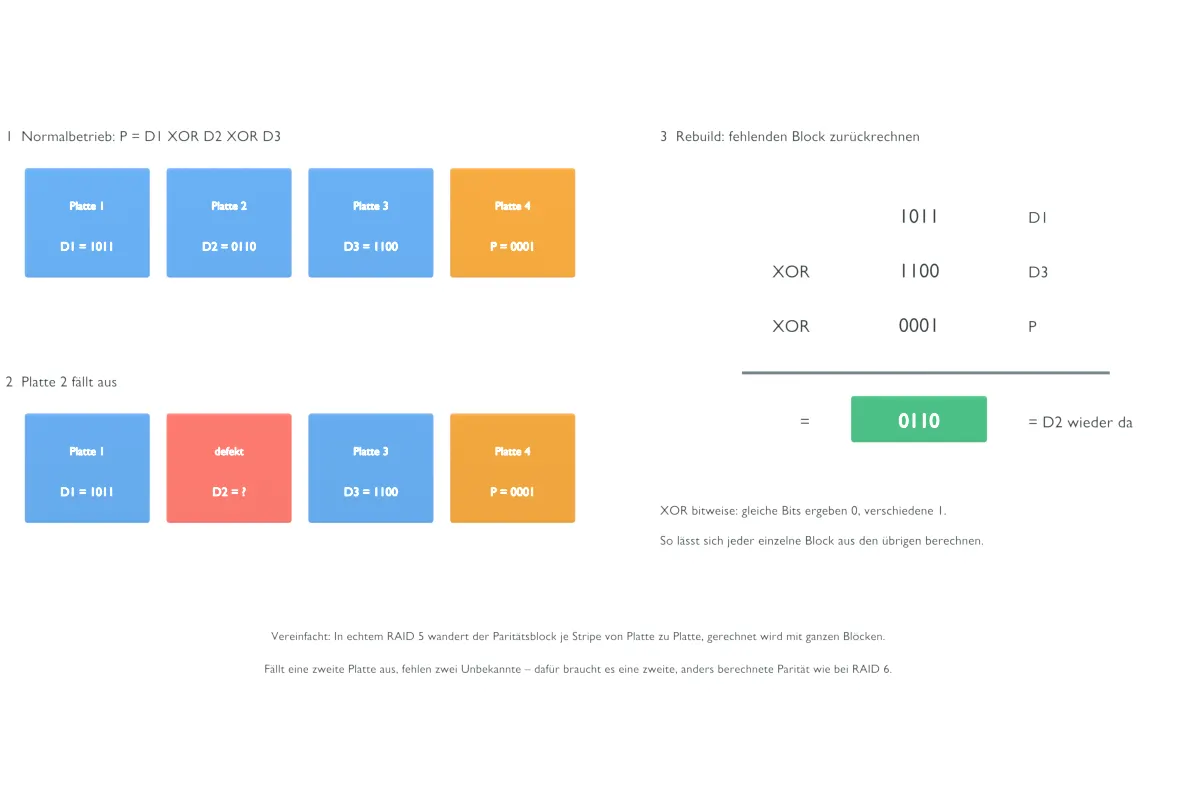 1 Normalbetrieb: P = D1 XOR D2 XOR D3
Platte 1
D1 = 1011
Platte 2
D2 = 0110
Platte 3
D3 = 1100
Platte 4
P = 0001
2 Platte 2 fällt aus
Platte 1
D1 = 1011
defekt
D2 = ?
Platte 3
D3 = 1100
Platte 4
P = 0001
3 Rebuild: fehlenden Block zurückrechnen
1011 D1
XOR 1100 D3
XOR 0001 P
= 0110 = D2 wieder da
XOR bitweise: gleiche Bits ergeben 0, verschiedene 1.
So lässt sich jeder einzelne Block aus den übrigen berechnen.
Vereinfacht: In echtem RAID 5 wandert der Paritätsblock je Stripe von Platte zu Platte, gerechnet wird mit ganzen Blöcken.
Fällt eine zweite Platte aus, fehlen zwei Unbekannte – dafür braucht es eine zweite, anders berechnete Parität wie bei RAID 6.